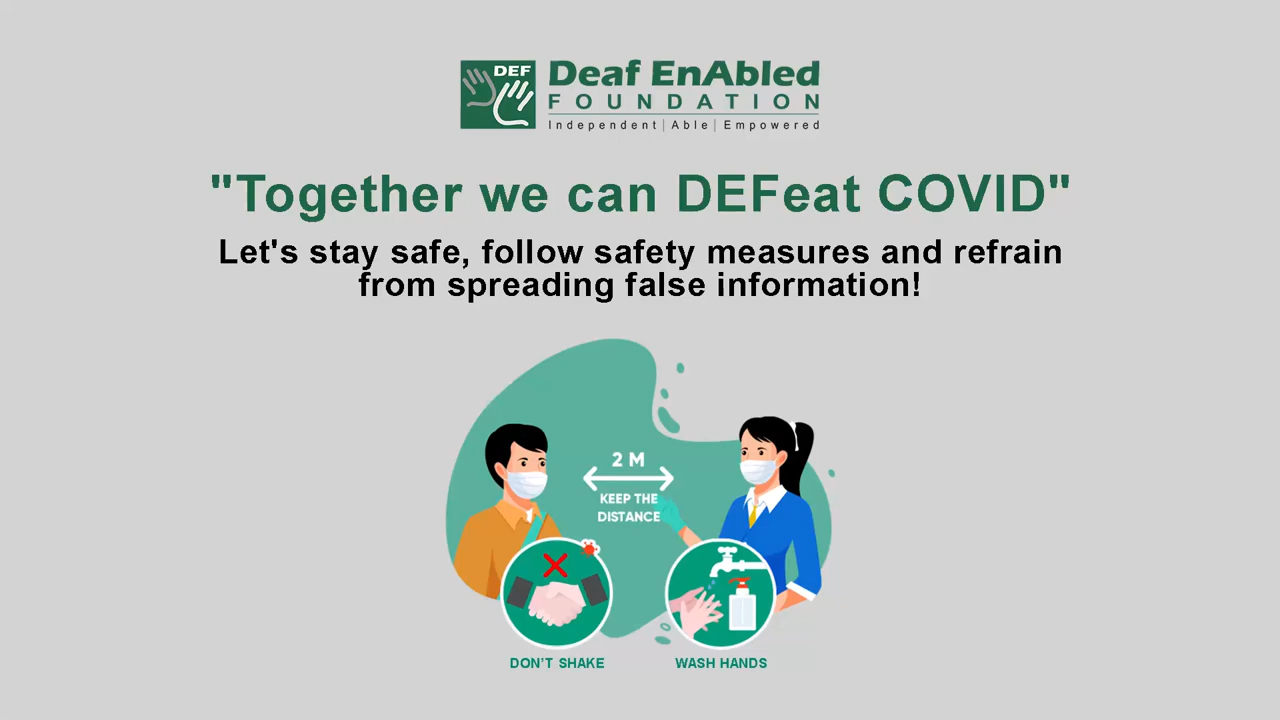 DEF
Deaf EnAbled
FOUNDATION
Independent|Able|Empowered
"Together we can DEFeat COVID"
Let's stay safe, follow safety measures and refrain
from spreading false information!
2 M
KEEP THE
DISTANCE
DON'T SHAKE
WASH HANDS